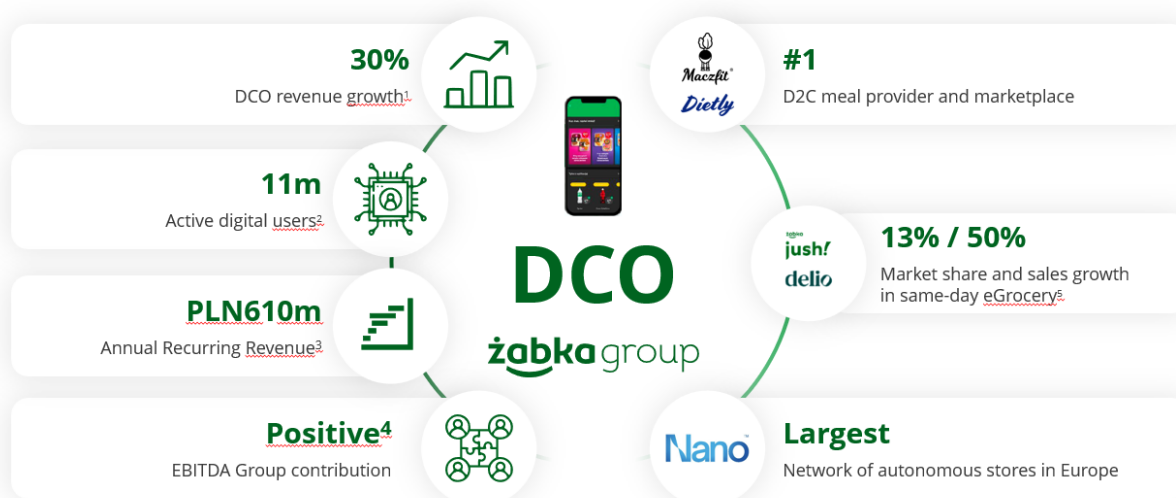 30%
DCO revenue growth¹
11m
Active digital users²
PLN610m
Annual Recurring Revenue³
Positive⁴
EBITDA Group contribution
DCO
żabka group
Maczfit®
Dietly
#1
D2C meal provider and marketplace
żabka
jush!
delio
13% / 50%
Market share and sales growth
in same-day eGrocery⁵
Nano™
Largest
Network of autonomous stores in Europe